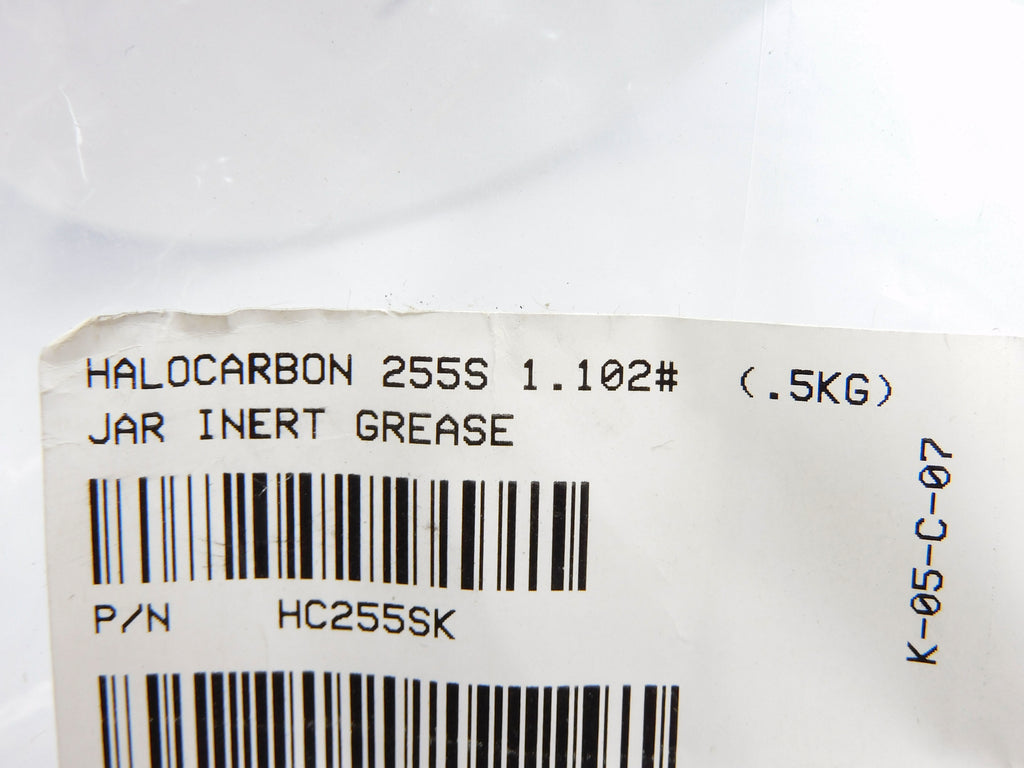 HALOCARBON 255S 1.102# (.5KG)
JAR INERT GREASE
P/N HC255SK
K-05-C-07